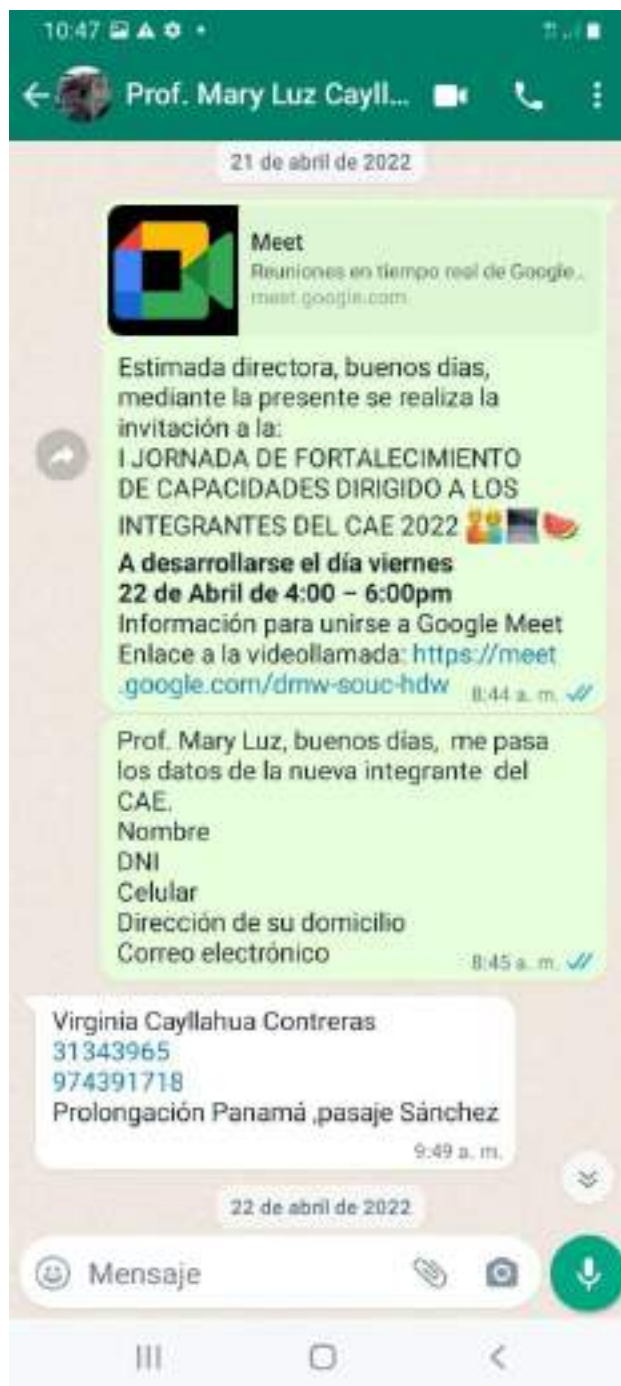 10:47
Prof. Mary Luz Cayll...
21 de abril de 2022
Meet
Reuniones en tiempo real de Google...
meet.google.com
Estimada directora, buenos dias,
mediante la presente se realiza la
invitación a la:
I JORNADA DE FORTALECIMIENTO
DE CAPACIDADES DIRIGIDO A LOS
INTEGRANTES DEL CAE 2022
A desarrollarse el día viernes
22 de Abril de 4:00 – 6:00pm
Información para unirse a Google Meet
Enlace a la videollamada: https://meet
.google.com/dmw-souc-hdw 8:44 a. m.
Prof. Mary Luz, buenos días, me pasa
los datos de la nueva integrante del
CAE.
Nombre
DNI
Celular
Dirección de su domicilio
Correo electrónico 8:45 a. m.
Virginia Cayllahua Contreras
31343965
974391718
Prolongación Panamá ,pasaje Sánchez
9:49 a. m.
22 de abril de 2022
Mensaje